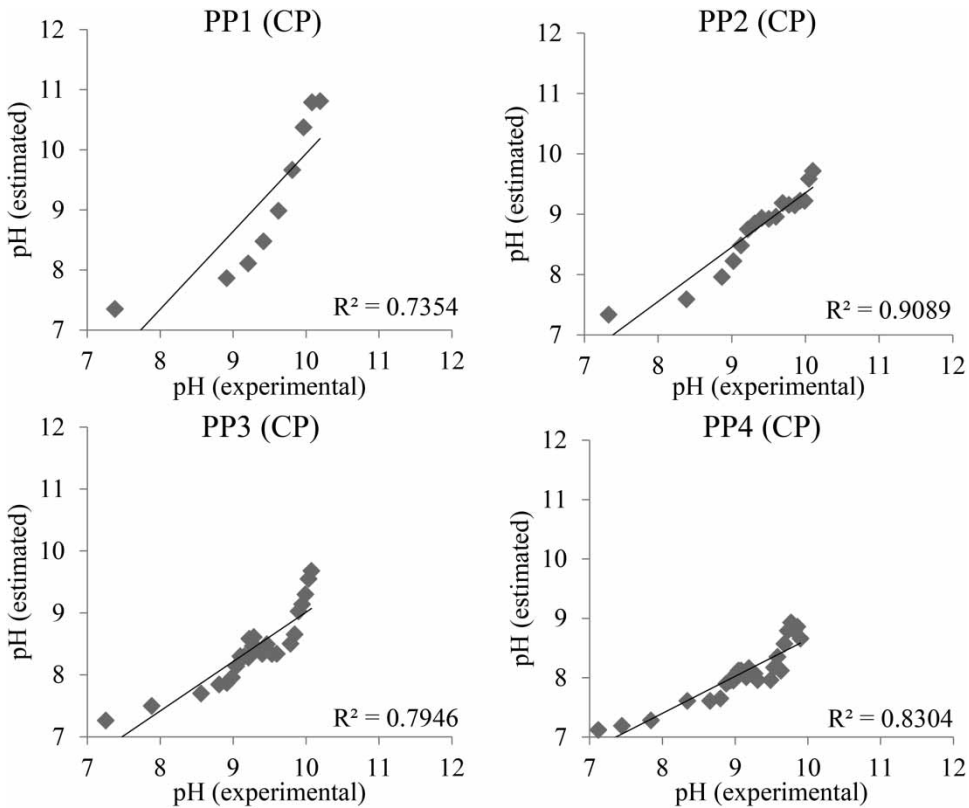 PP1 (CP)
12
11
10
9
8
7
pH (estimated)
R² = 0.7354
7 8 9 10 11 12
pH (experimental)
PP2 (CP)
12
11
10
9
8
7
pH (estimated)
R² = 0.9089
7 8 9 10 11 12
pH (experimental)
PP3 (CP)
12
11
10
9
8
7
pH (estimated)
R² = 0.7946
7 8 9 10 11 12
pH (experimental)
PP4 (CP)
12
11
10
9
8
7
pH (estimated)
R² = 0.8304
7 8 9 10 11 12
pH (experimental)